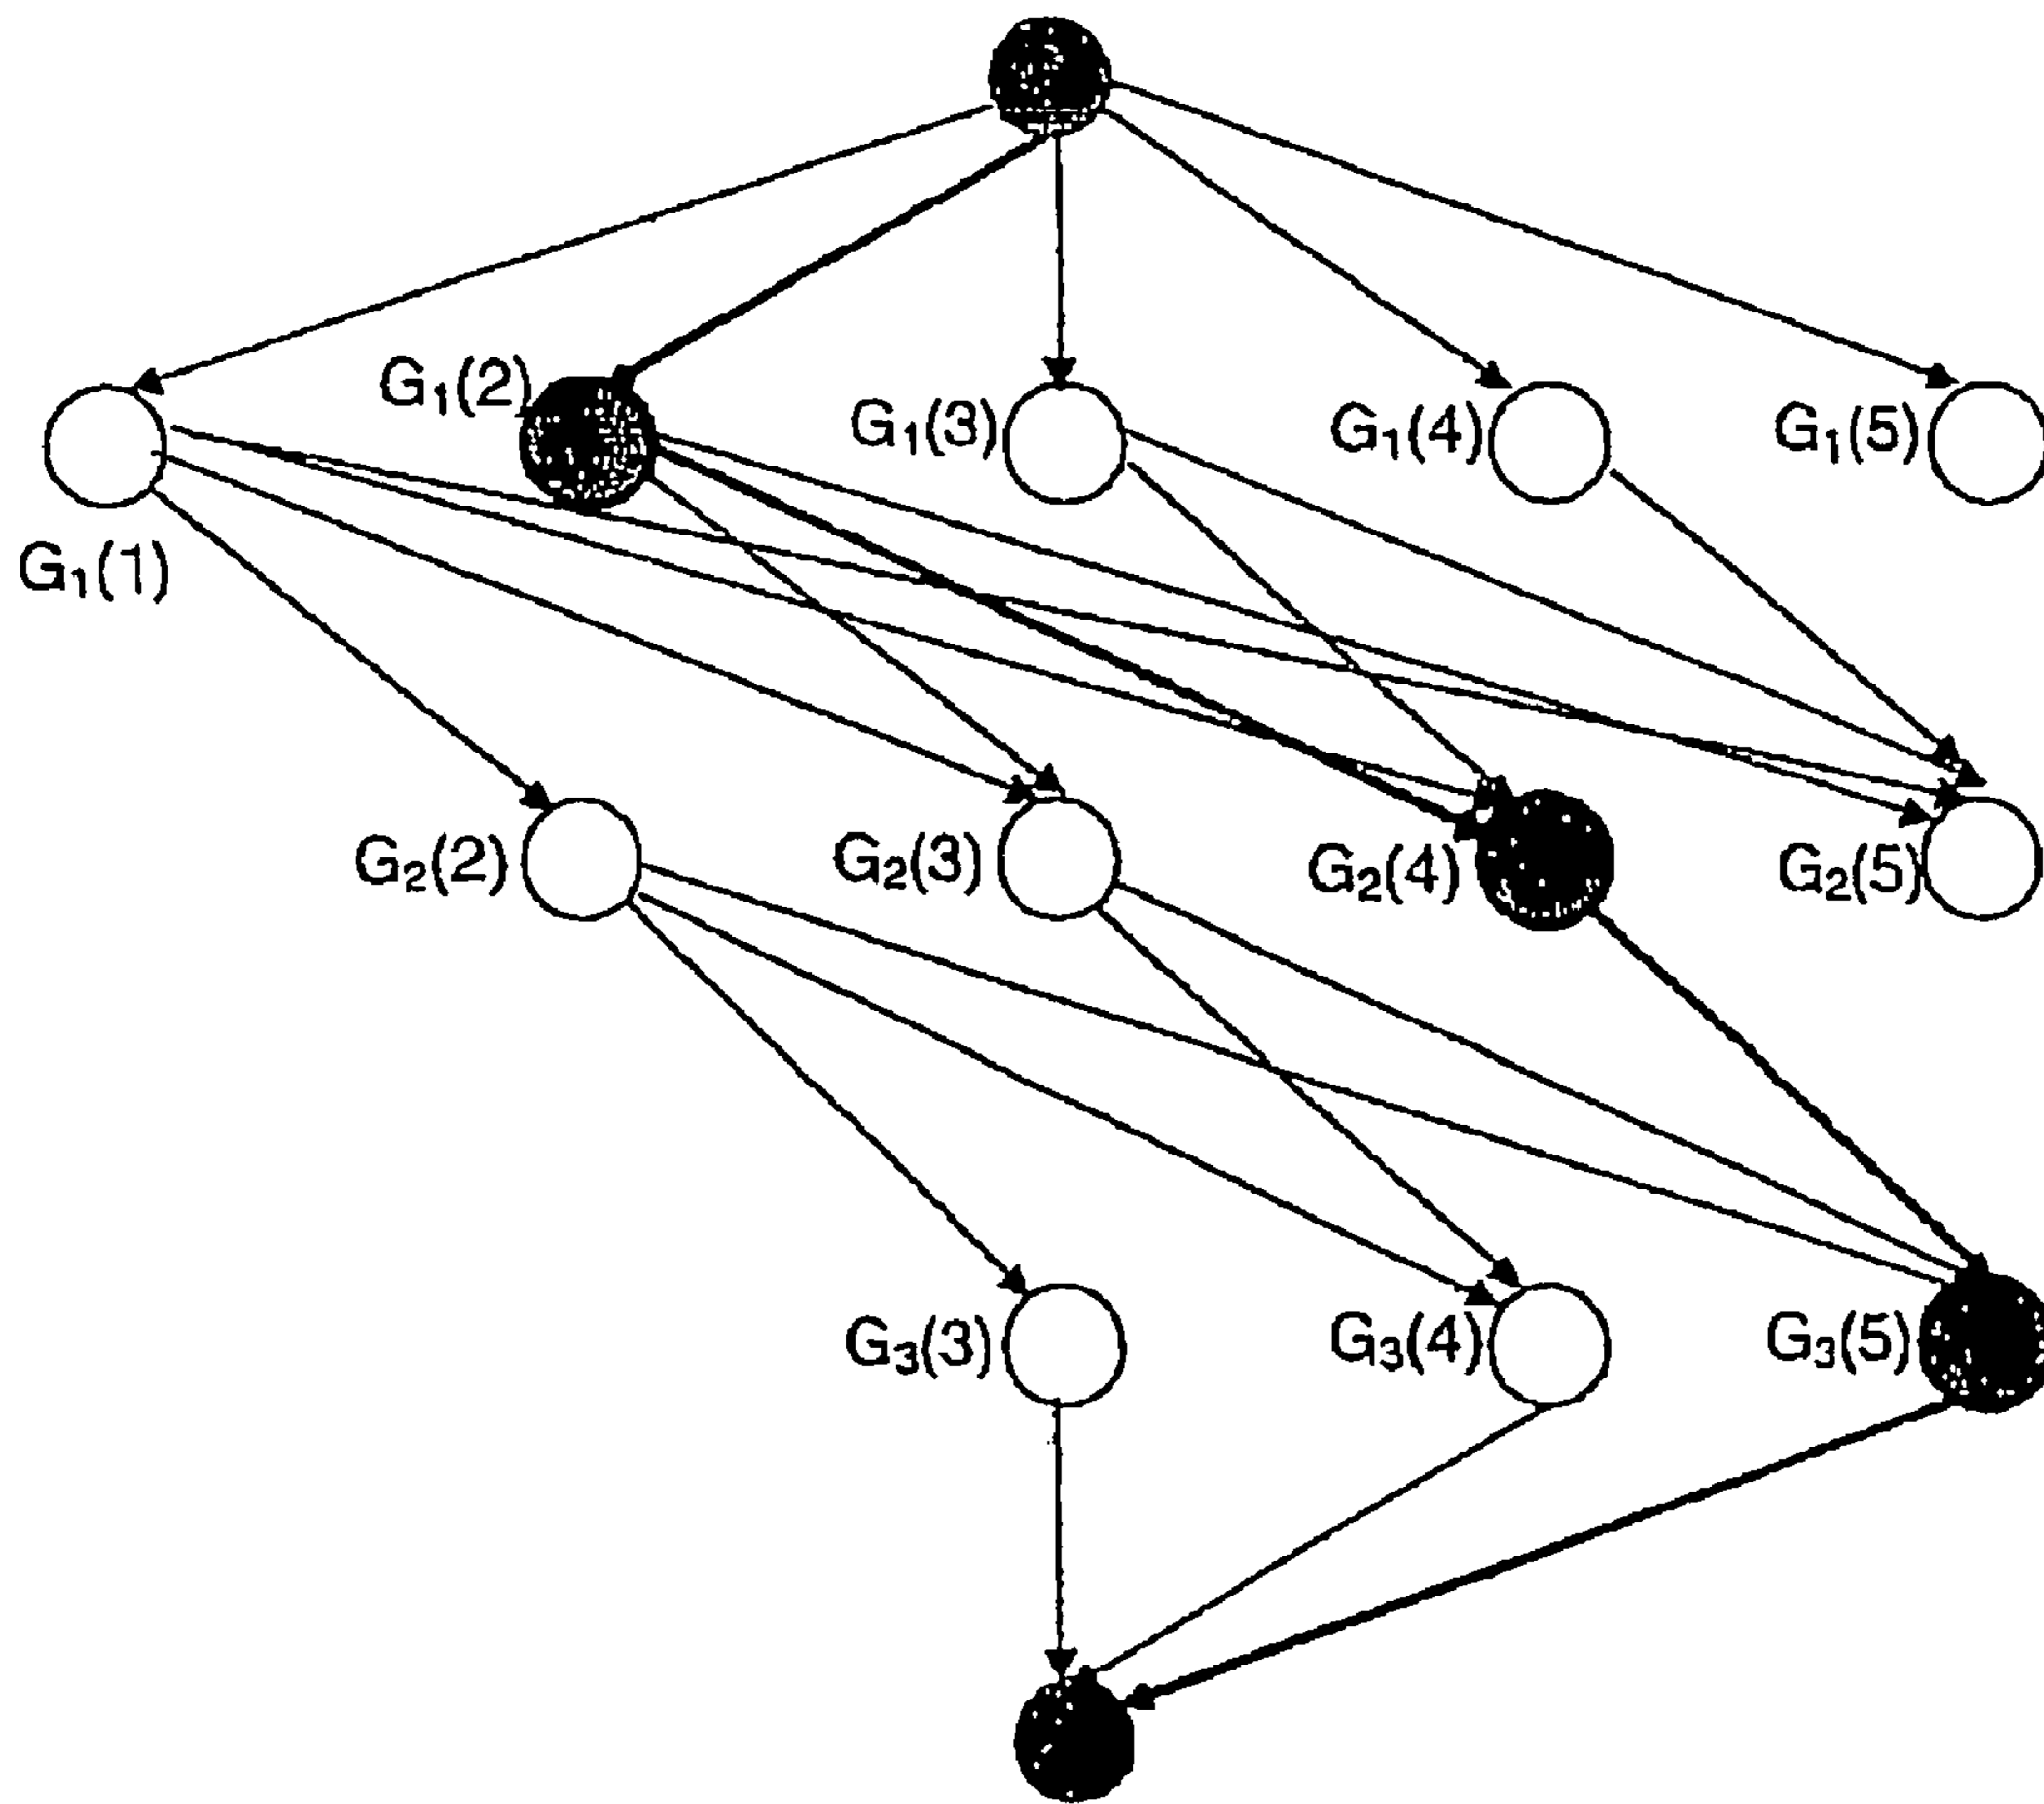 G₁(2)
G₁(3)
G₁(4)
G₁(5)
G₁(1)
G₂(2)
G₂(3)
G₂(4)
G₂(5)
G₃(3)
G₃(4)
G₃(5)